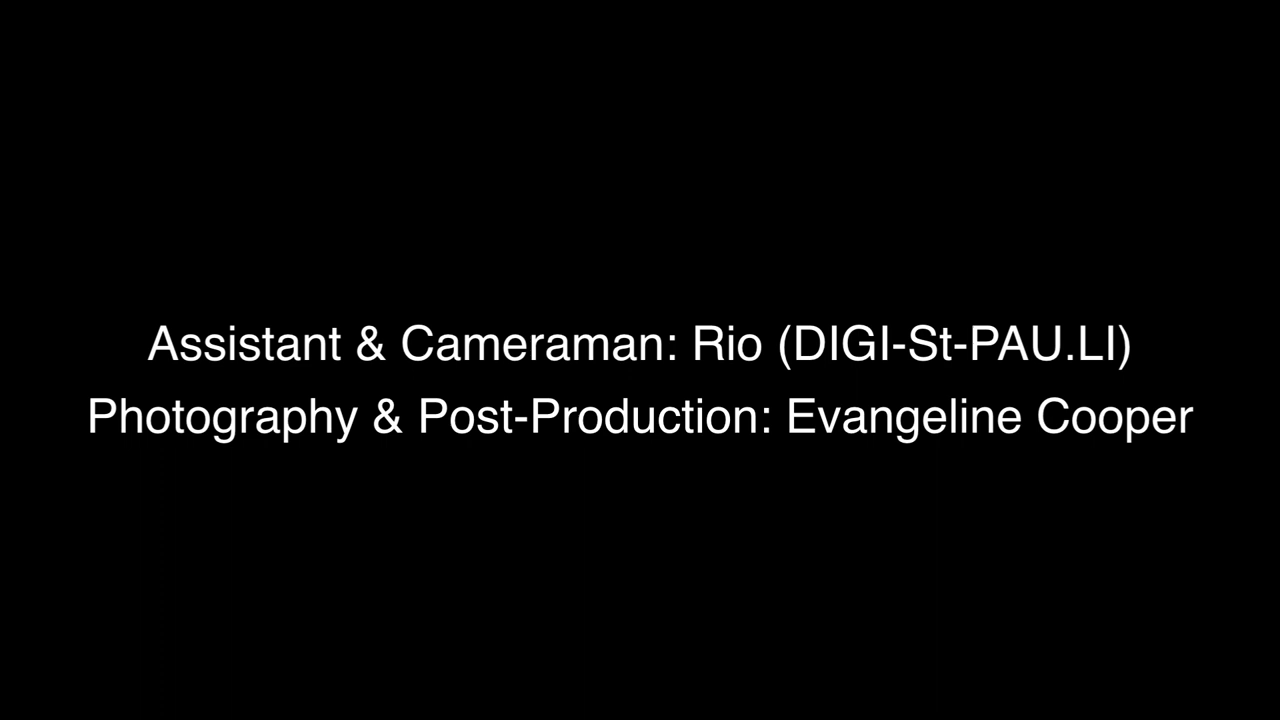 Assistant & Cameraman: Rio (DIGI-St-PAU.LI)
Photography & Post-Production: Evangeline Cooper